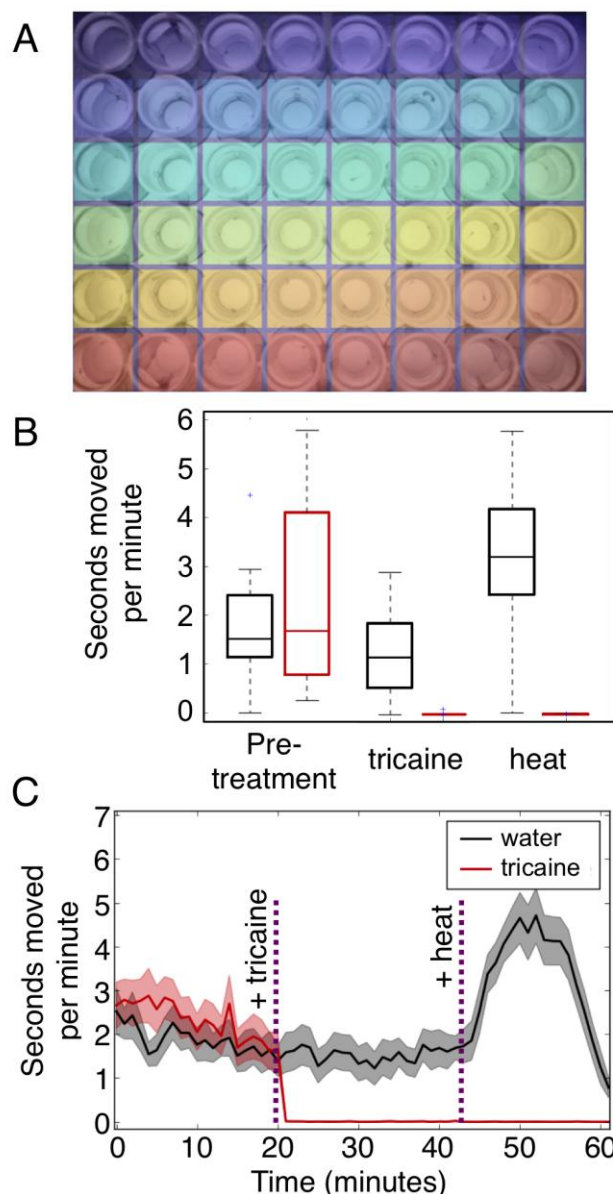 A
B
6
5
4
3
2
1
0
Seconds moved
per minute
Pre-
treatment
tricaine
heat
C
7
6
5
4
3
2
1
0
Seconds moved
per minute
+ tricaine
+ heat
water
tricaine
0
10
20
30
40
50
60
Time (minutes)